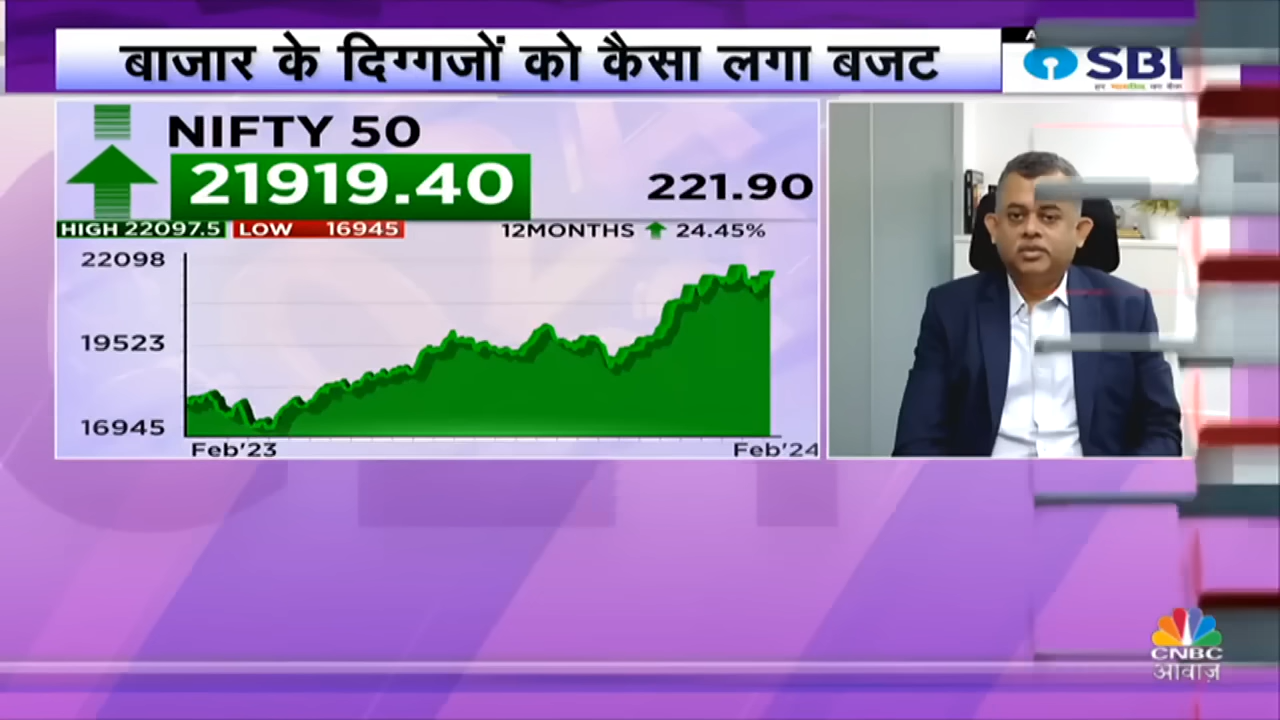 बाजार के दिग्गजों को कैसा लगा बजट
SBI
NIFTY 50
21919.40
221.90
HIGH 22097.5
LOW 16945
12MONTHS 24.45%
22098
19523
16945
Feb'23
Feb'24
CNBC
आवाज़